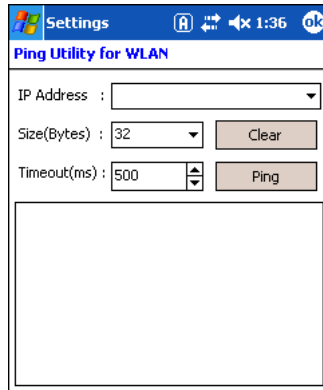 Settings A 1:36 ok
Ping Utility for WLAN
IP Address :
Size(Bytes) : 32 Clear
Timeout(ms) : 500 Ping